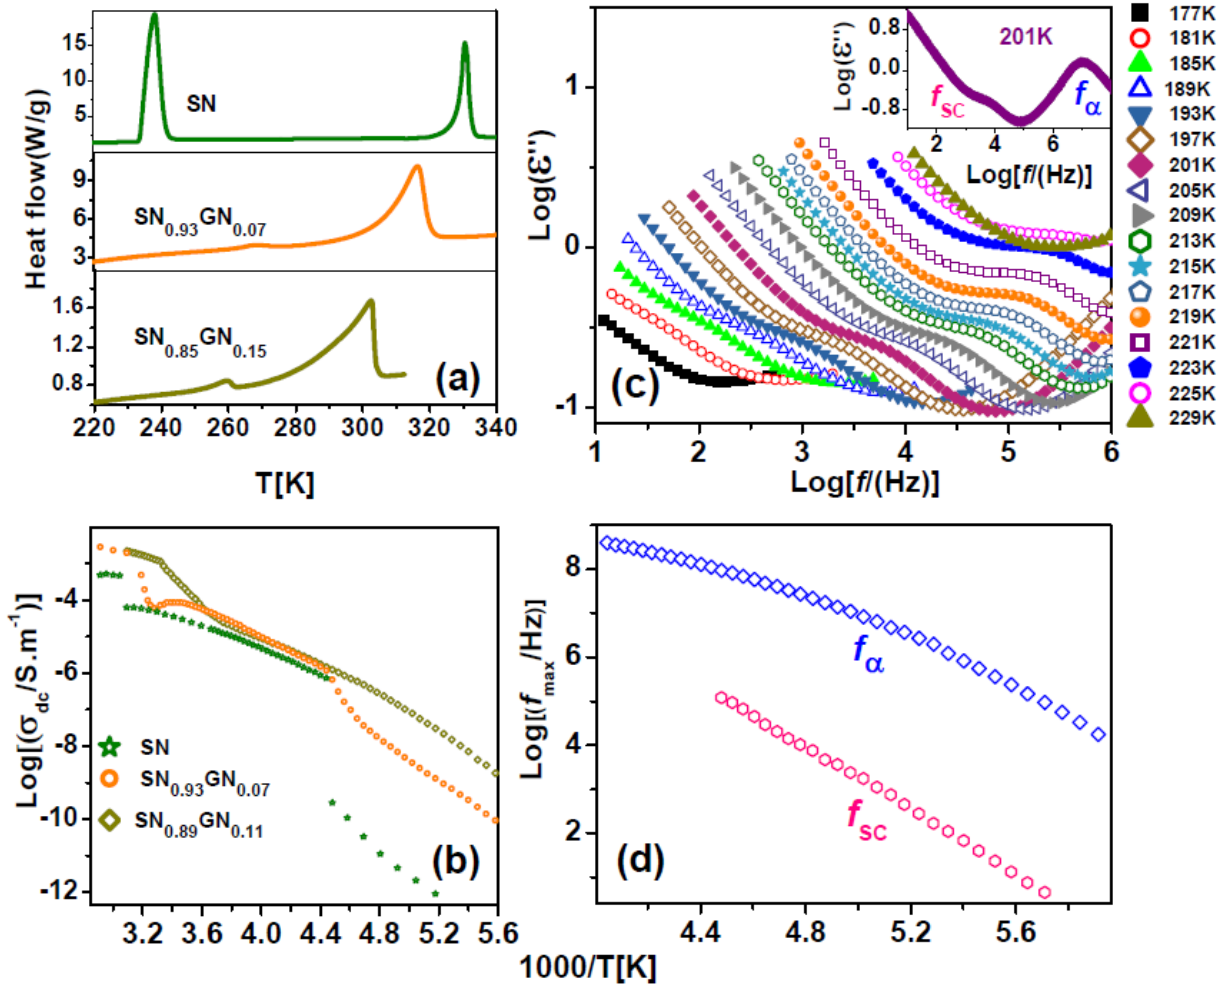 Heat flow(W/g)
15
10
5
SN
9
6
3
SN0.93GN0.07
1.6
1.2
0.8
SN0.85GN0.15
(a)
220 240 260 280 300 320 340
T[K]
Log(ε'')
1
0
-1
(c)
1 2 3 4 5 6
Log[f/(Hz)]
Log(ε'')
0.8
0.0
-0.8
201K
fSC
fα
2 4 6
Log[f/(Hz)]
177K
181K
185K
189K
193K
197K
201K
205K
209K
213K
215K
217K
219K
221K
223K
225K
229K
Log[(σdc/S.m-1)]
-4
-6
-8
-10
-12
SN
SN0.93GN0.07
SN0.89GN0.11
(b)
3.2 3.6 4.0 4.4 4.8 5.2 5.6
Log[(fmax/Hz)]
8
6
4
2
fα
fSC
(d)
4.4 4.8 5.2 5.6
1000/T[K]